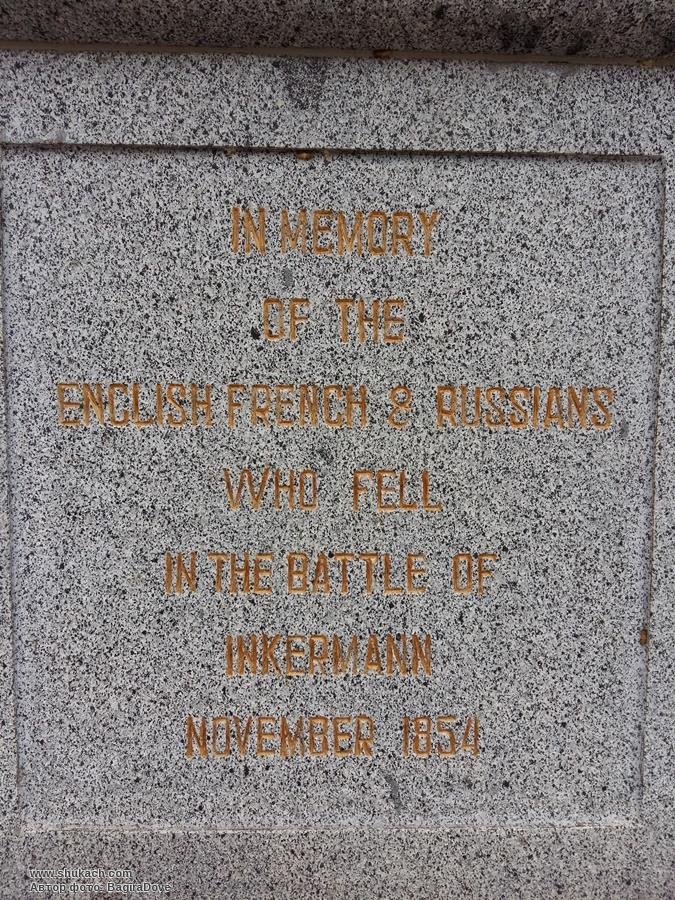 IN MEMORY
OF THE
ENGLISH FRENCH & RUSSIANS
WHO FELL
IN THE BATTLE OF
INKERMANN
NOVEMBER 1854
www.shukach.com
Автор фото: BagiraDove